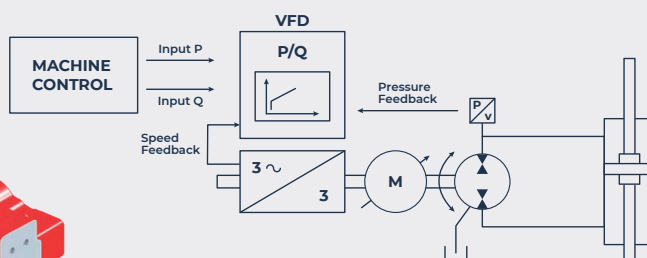 VFD
MACHINE
CONTROL
Input P
Input Q
P/Q
Pressure
Feedback
P
v
Speed
Feedback
3 ~
3
M